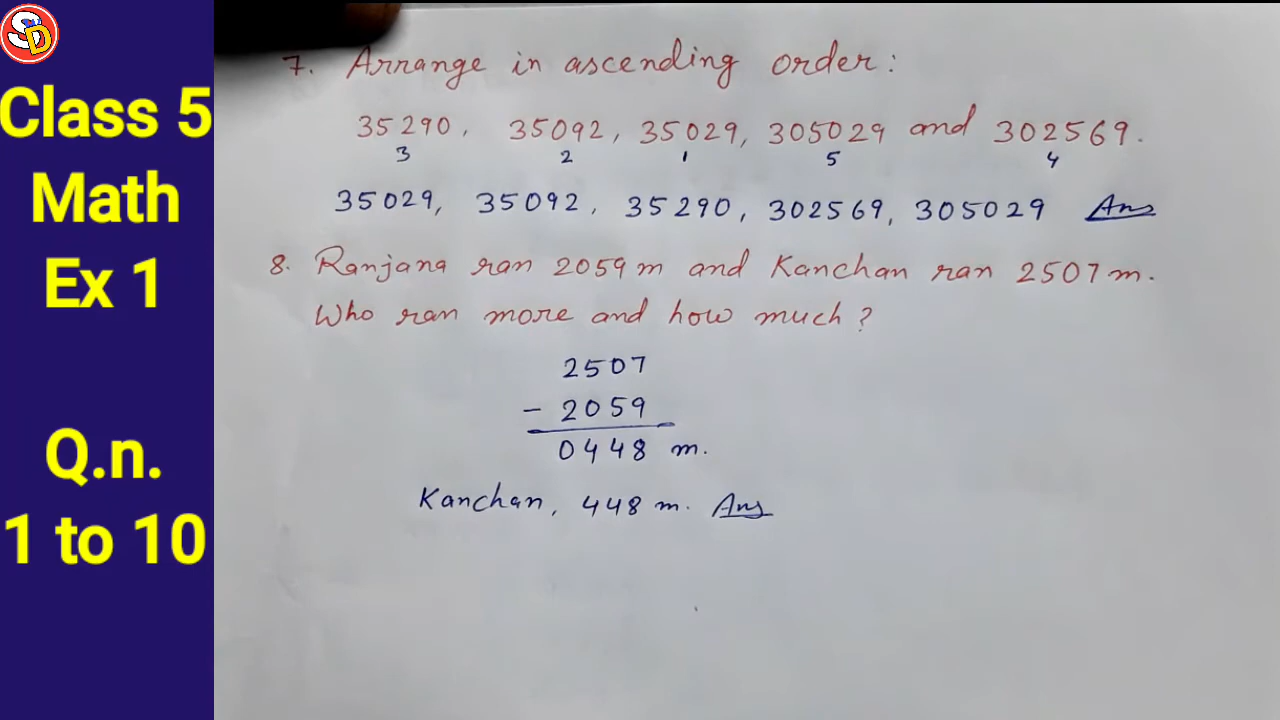 SD
Class 5
Math
Ex 1
Q.n.
1 to 10
7. Arrange in ascending order:
35290, 35092, 35029, 305029 and 302569.
3 2 1 5 4
35029, 35092, 35290, 302569, 305029 Ans
8. Ranjana ran 2059 m and Kanchan ran 2507 m.
Who ran more and how much?
2507
- 2059
0448 m.
Kanchan, 448 m. Ans